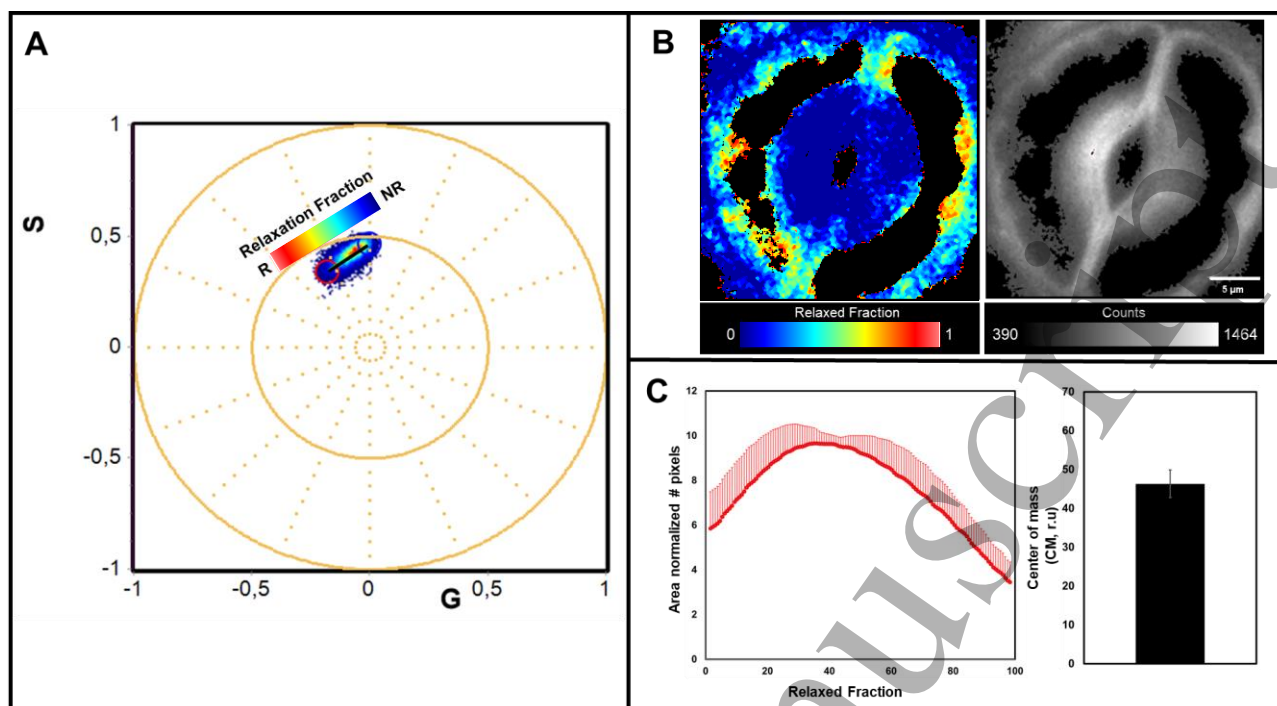 A
S
1
0,5
0
-0,5
-1
Relaxation Fraction
R
NR
-1
-0,5
0
0,5
1
G
B
Relaxed Fraction
0
1
Counts
390
1464
5 µm
C
Area normalized # pixels
12
10
8
6
4
2
0
0
20
40
60
80
100
Relaxed Fraction
Center of mass
(CM, r.u)
70
60
50
40
30
20
10
0